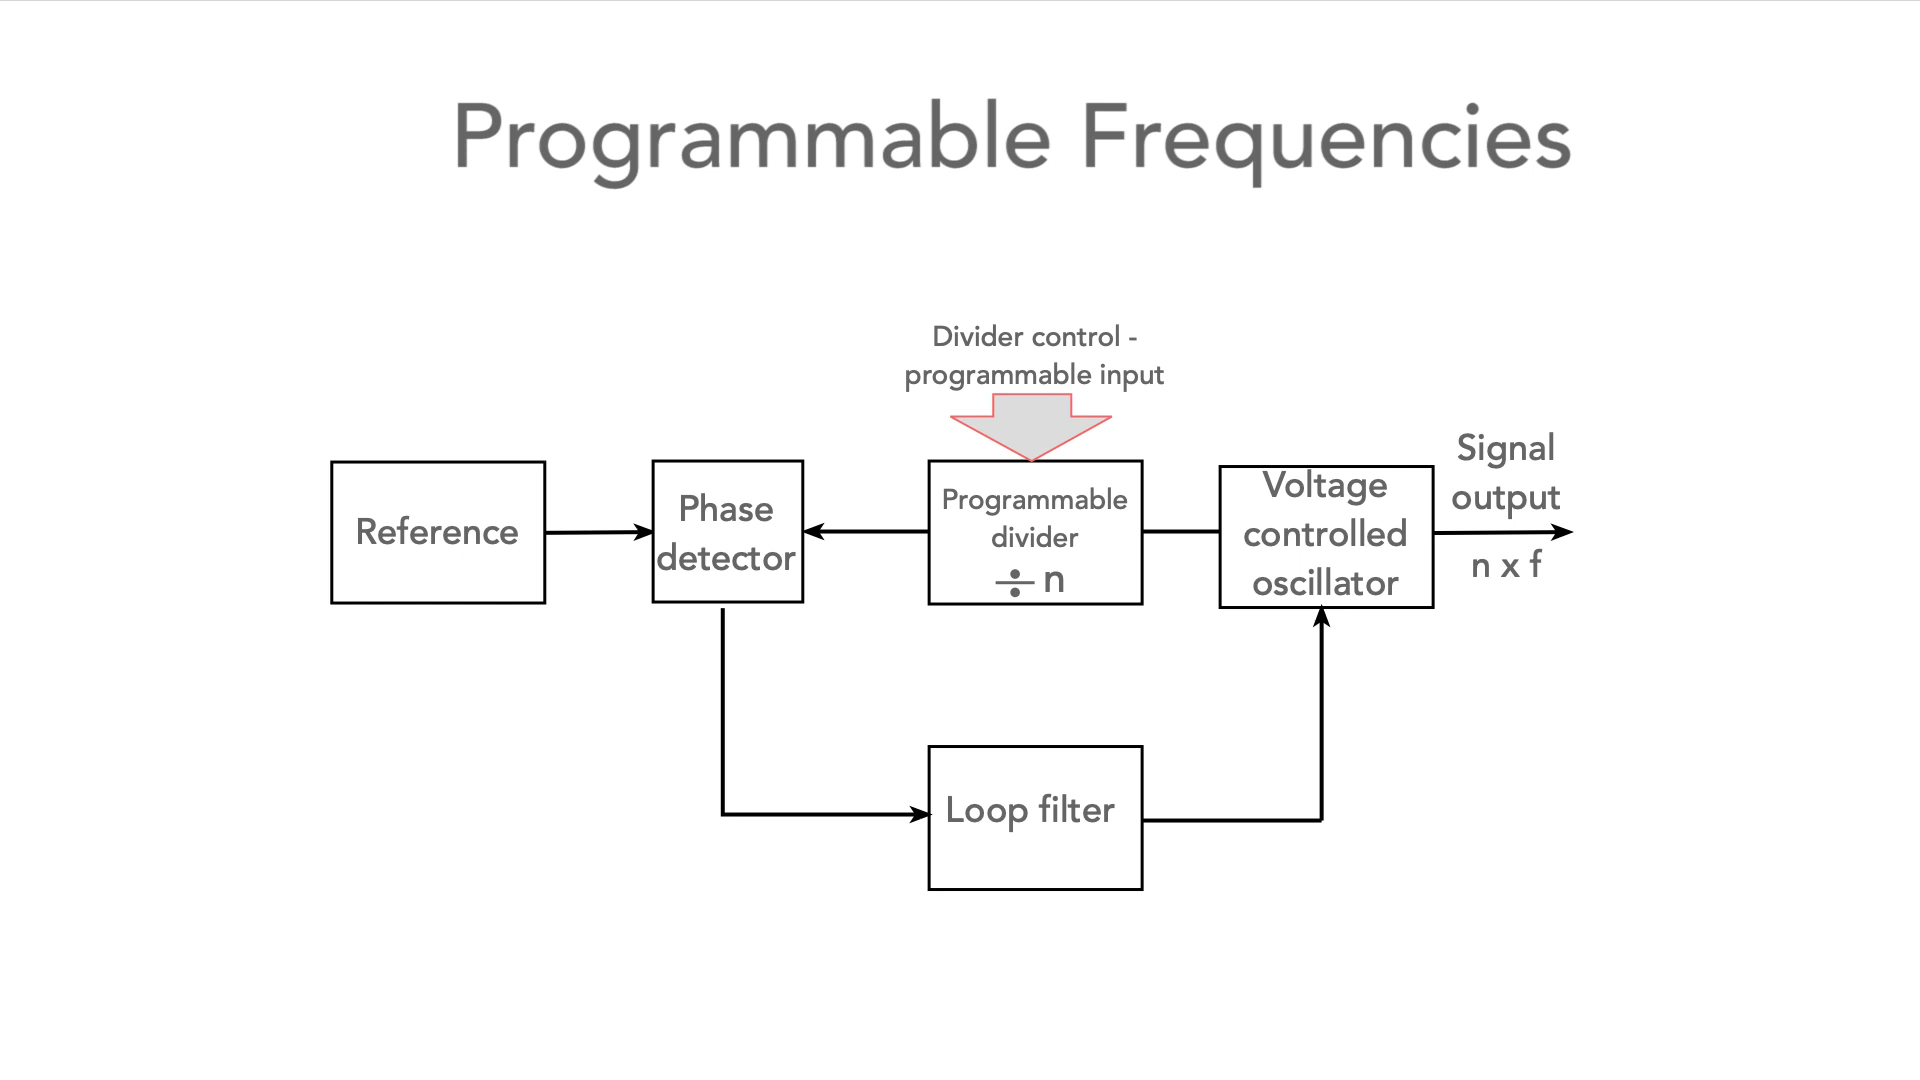 Programmable Frequencies
Divider control -
programmable input
Reference
Phase
detector
Programmable
divider
÷ n
Voltage
controlled
oscillator
Signal
output
n x f
Loop filter